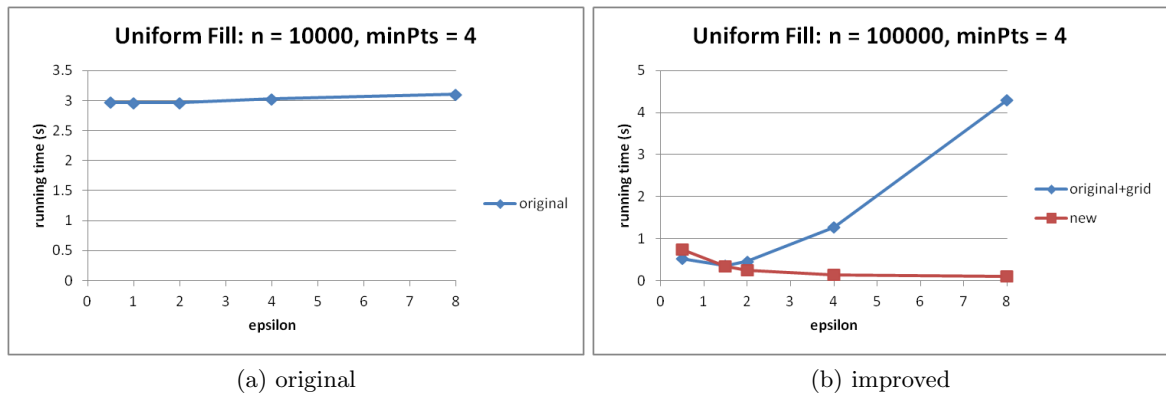 Uniform Fill: n = 10000, minPts = 4
3.5
3
2.5
2
1.5
1
0.5
0
running time (s)
0 1 2 3 4 5 6 7 8
epsilon
original
(a) original
Uniform Fill: n = 100000, minPts = 4
5
4
3
2
1
0
running time (s)
0 1 2 3 4 5 6 7 8
epsilon
original+grid
new
(b) improved